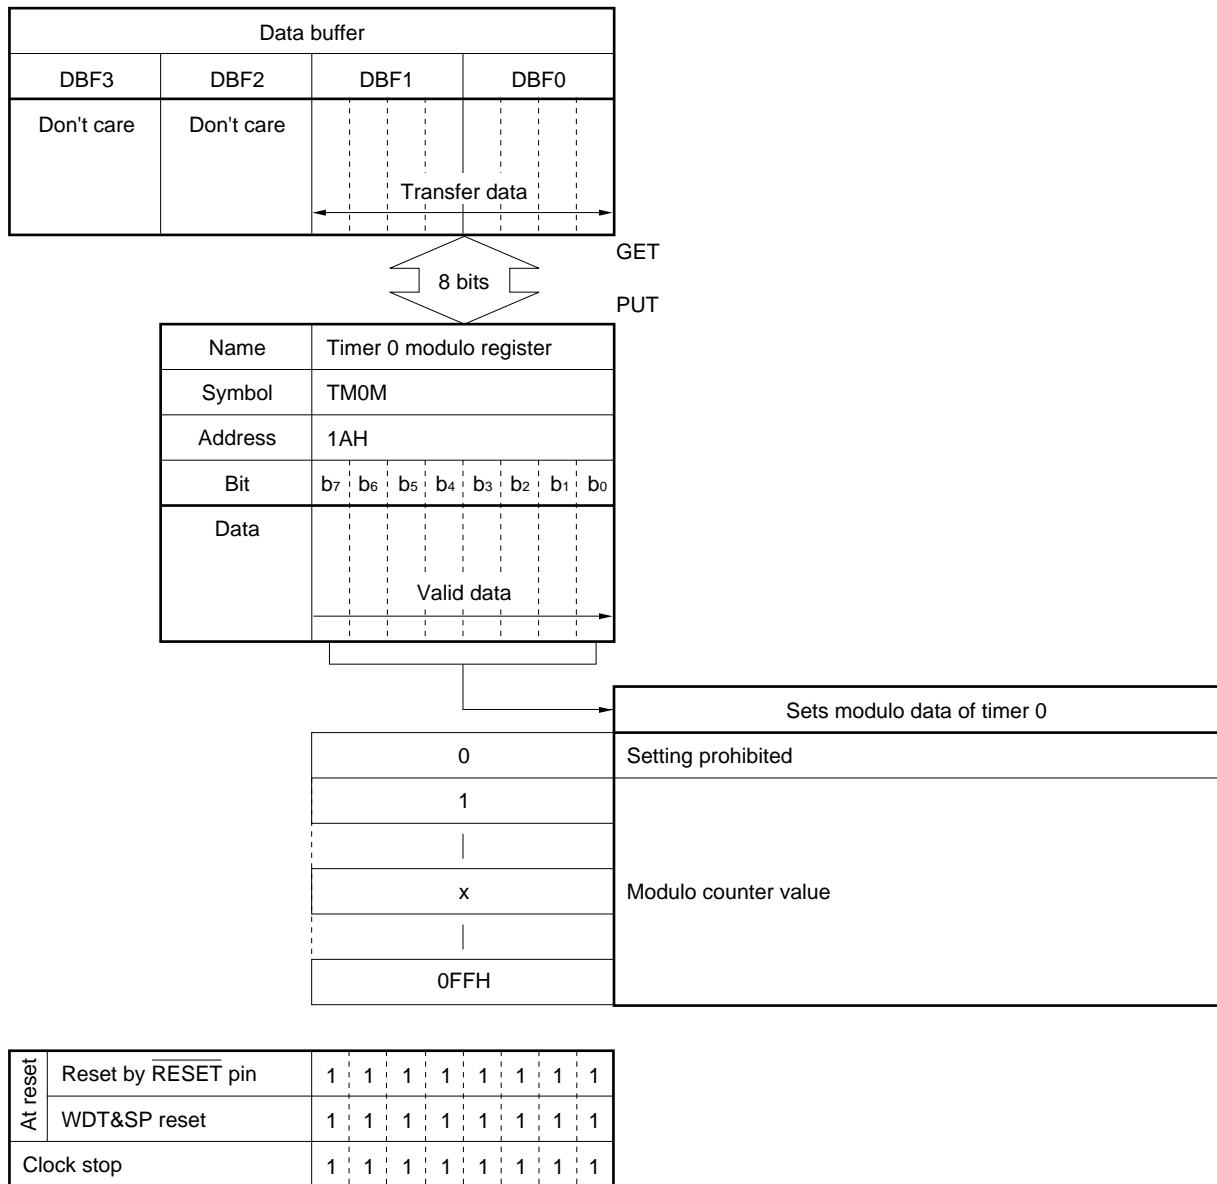 Data buffer
DBF3 DBF2 DBF1 DBF0
Don't care Don't care
Transfer data
GET
8 bits
PUT
Name Timer 0 modulo register
Symbol TM0M
Address 1AH
Bit b7 b6 b5 b4 b3 b2 b1 b0
Data
Valid data
Sets modulo data of timer 0
0 Setting prohibited
1
x Modulo counter value
0FFH
At reset
Reset by RESET pin 1 1 1 1 1 1 1 1
WDT&SP reset 1 1 1 1 1 1 1 1
Clock stop 1 1 1 1 1 1 1 1